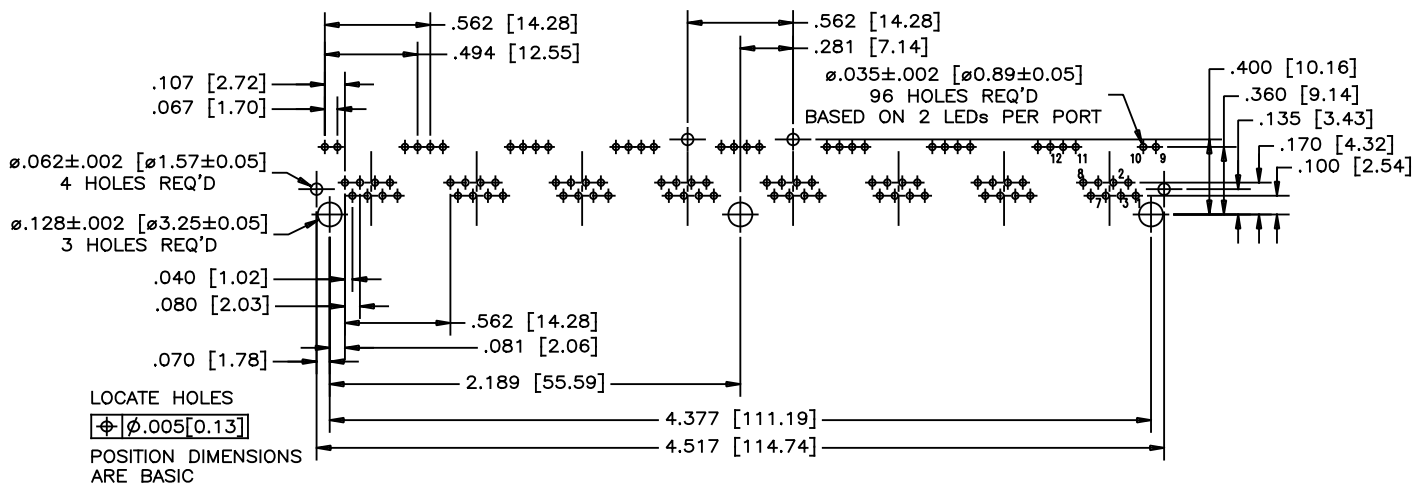 .562 [14.28]
.562 [14.28]
.494 [12.55]
.281 [7.14]
.107 [2.72]
.067 [1.70]
ø.035±.002 [ø0.89±0.05]
96 HOLES REQ'D
BASED ON 2 LEDs PER PORT
.400 [10.16]
.360 [9.14]
.135 [3.43]
.170 [4.32]
.100 [2.54]
ø.062±.002 [ø1.57±0.05]
4 HOLES REQ'D
12 11 10 9
8 2
7 3 1
ø.128±.002 [ø3.25±0.05]
3 HOLES REQ'D
.040 [1.02]
.080 [2.03]
.562 [14.28]
.081 [2.06]
.070 [1.78]
2.189 [55.59]
LOCATE HOLES
⌖ Ø.005[0.13]
POSITION DIMENSIONS
ARE BASIC
4.377 [111.19]
4.517 [114.74]